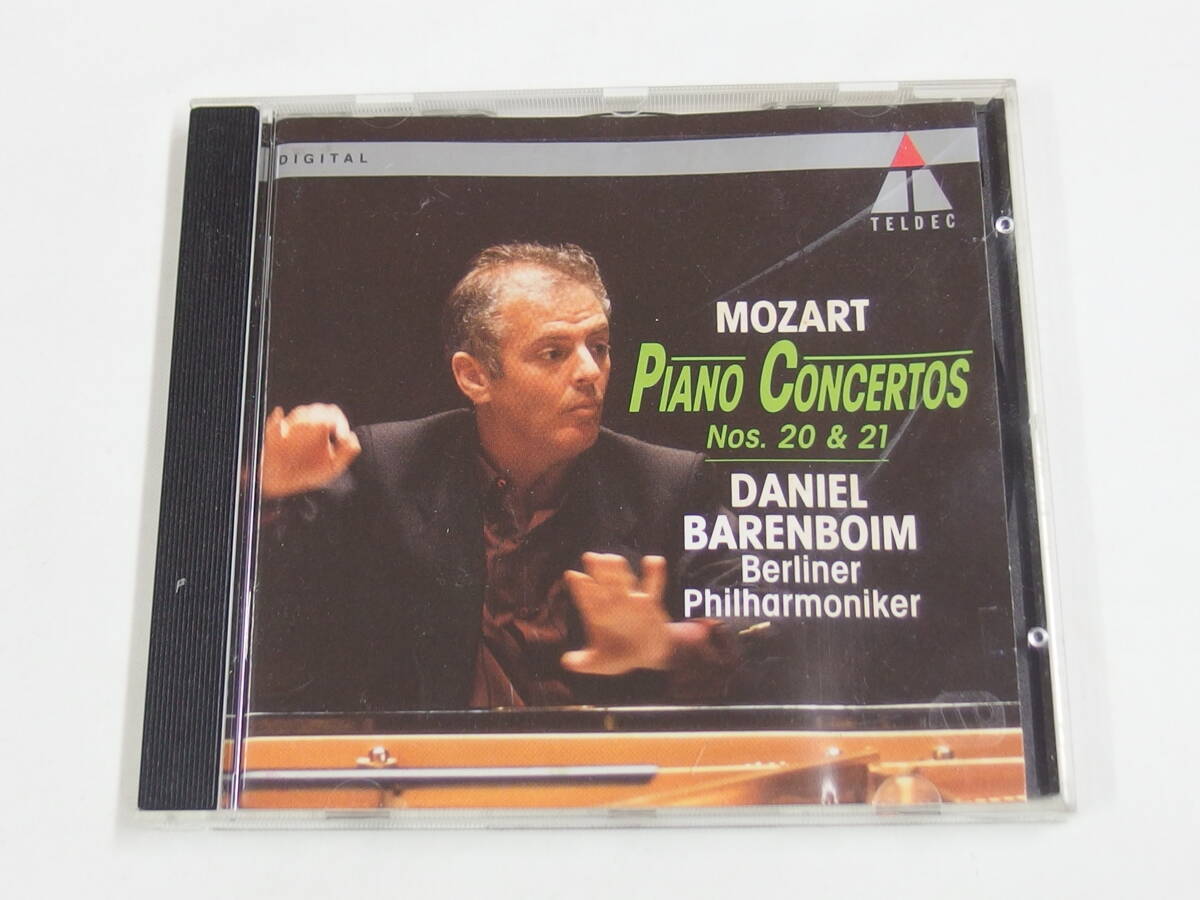 DIGITAL
TELDEC
MOZART
PIANO CONCERTOS
Nos. 20 & 21
DANIEL
BARENBOIM
Berliner
Philharmoniker